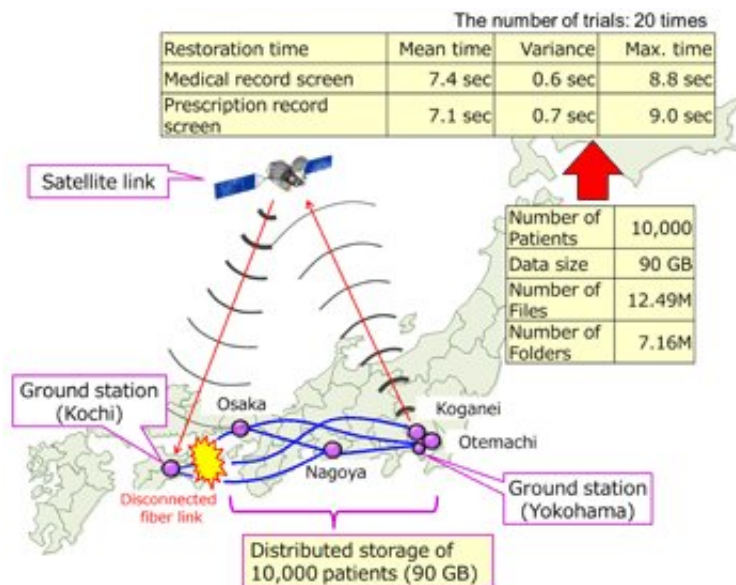 The number of trials: 20 times
Restoration time Mean time Variance Max. time
Medical record screen 7.4 sec 0.6 sec 8.8 sec
Prescription record
screen 7.1 sec 0.7 sec 9.0 sec
Satellite link
Number of
Patients 10,000
Data size 90 GB
Number of
Files 12.49M
Number of
Folders 7.16M
Ground station
(Kochi)
Osaka
Koganei
Otemachi
Nagoya
Disconnected
fiber link
Ground station
(Yokohama)
Distributed storage of
10,000 patients (90 GB)